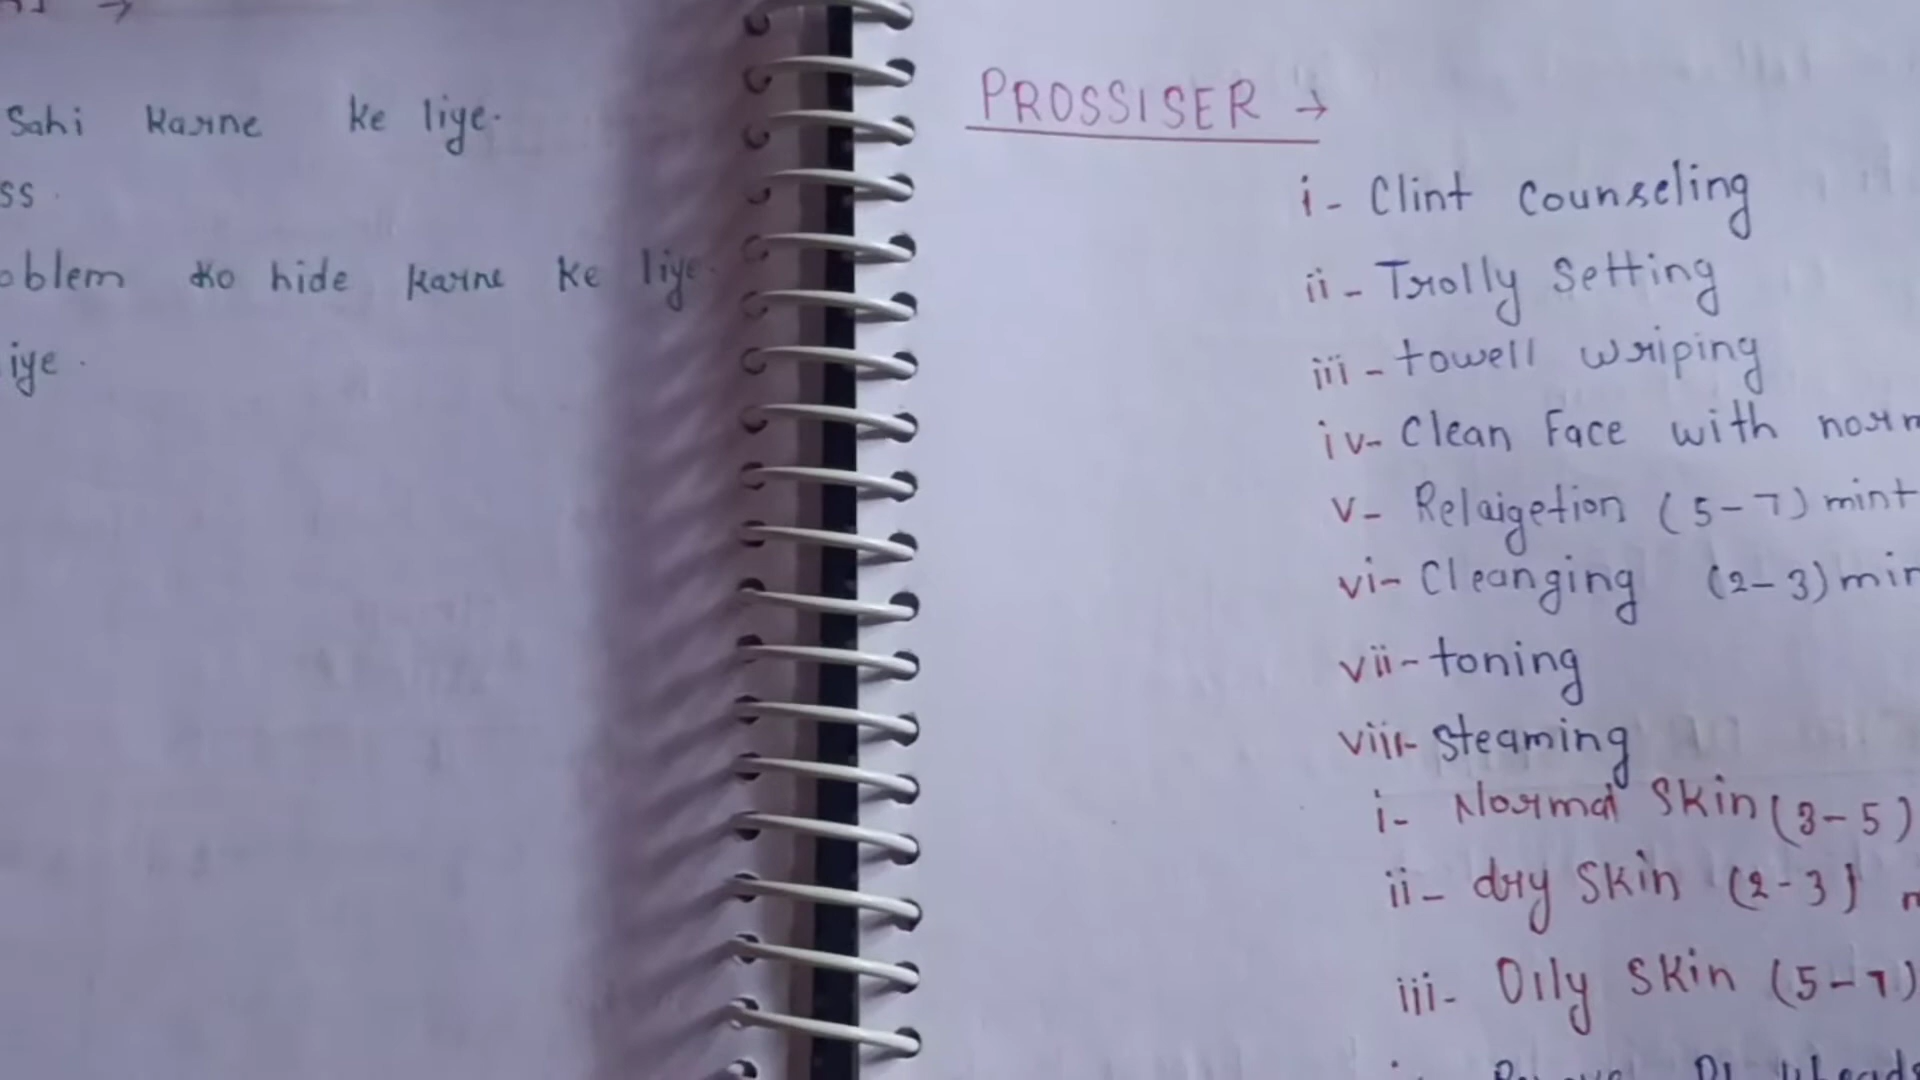 Sahi karne ke liye.
ss.
oblem ko hide karne ke liye.
iye.
PROSSISER →
i- Clint Counseling
ii- Trolly Setting
iii- towell wriping
iv- Clean Face with norm
v- Relaigetion (5-7) mint
vi- Cleanging (2-3) min
vii- toning
viii- Steaming
i- Normal Skin (3-5)
ii- dry Skin (2-3)
iii- Oily Skin (5-7)